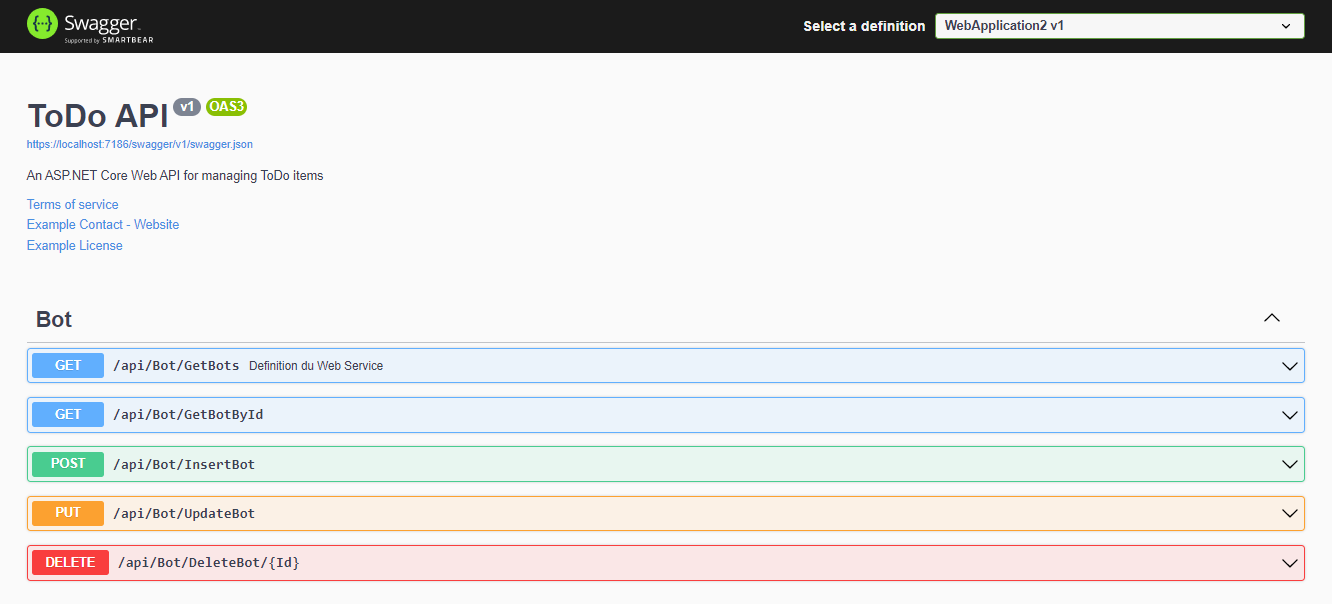 Swagger
Supported by SMARTBEAR
Select a definition
WebApplication2 v1
ToDo API v1 OAS3
https://localhost:7186/swagger/v1/swagger.json
An ASP.NET Core Web API for managing ToDo items
Terms of service
Example Contact - Website
Example License
Bot
GET /api/Bot/GetBots Definition du Web Service
GET /api/Bot/GetBotById
POST /api/Bot/InsertBot
PUT /api/Bot/UpdateBot
DELETE /api/Bot/DeleteBot/{Id}